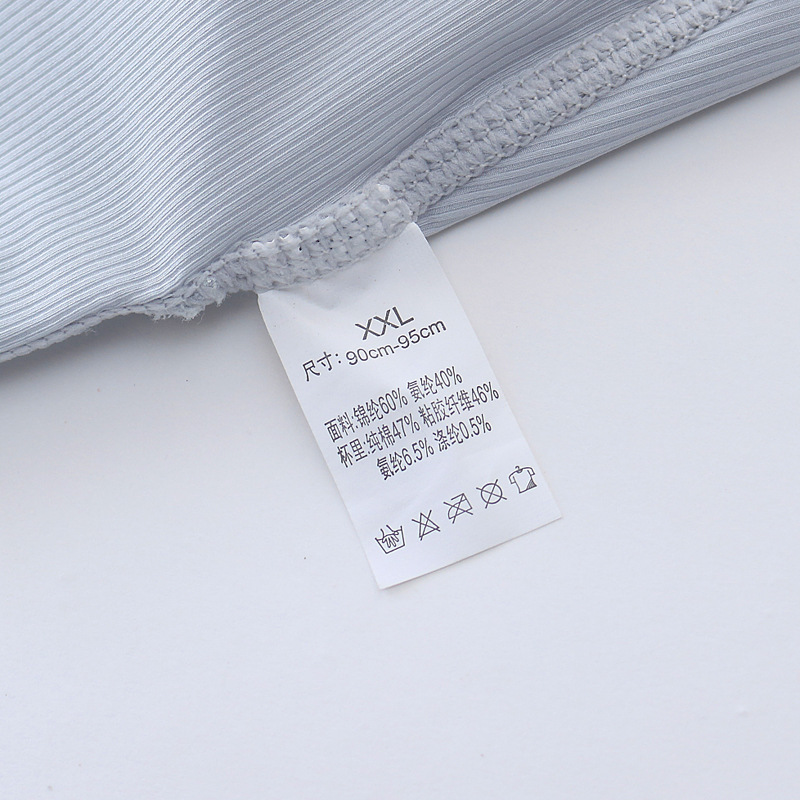 XXL
尺寸：90cm-95cm
面料:锦纶60% 氨纶40%
杯里:纯棉47% 粘胶纤维46%
氨纶6.5% 涤纶0.5%